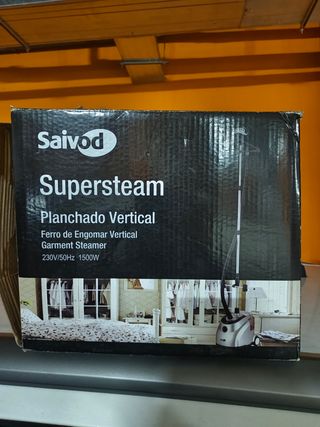 Saivod
Supersteam
Planchado Vertical
Ferro de Engomar Vertical
Garment Steamer
230V/50Hz 1500W